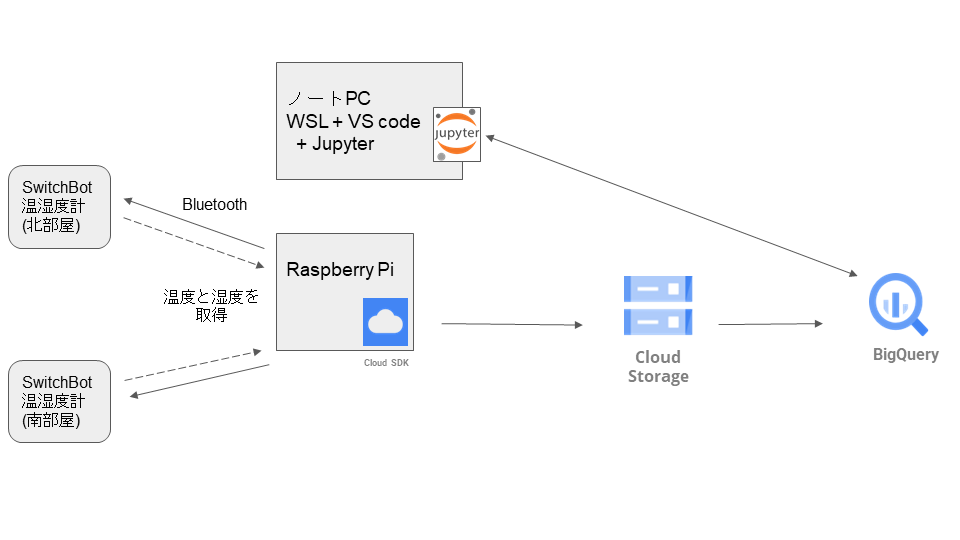 ノートPC
WSL + VS code
+ Jupyter
jupyter
SwitchBot
温湿度計
(北部屋)
Bluetooth
Raspberry Pi
温度と湿度を
取得
Cloud SDK
Cloud
Storage
BigQuery
SwitchBot
温湿度計
(南部屋)